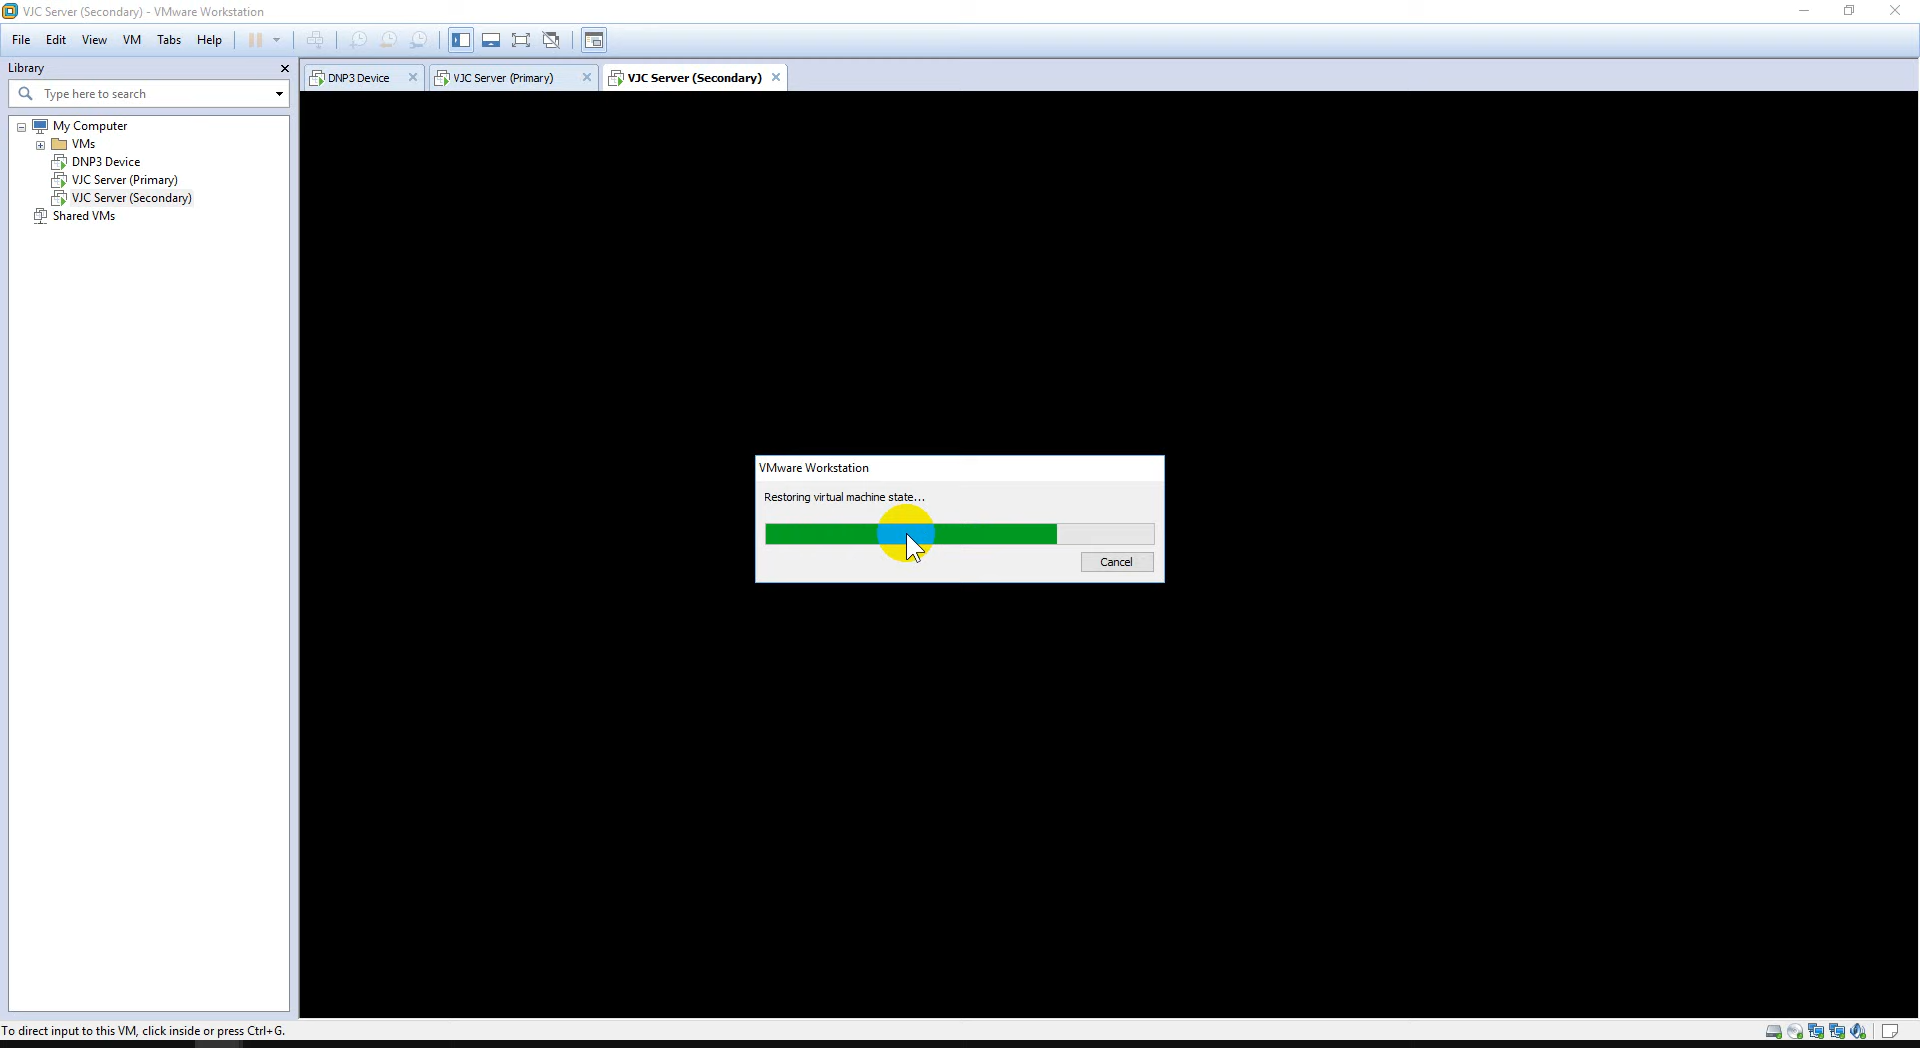 VJC Server (Secondary) - VMware Workstation
File Edit View VM Tabs Help
Library
Type here to search
My Computer
VMs
DNP3 Device
VJC Server (Primary)
VJC Server (Secondary)
Shared VMs
DNP3 Device VJC Server (Primary) VJC Server (Secondary)
VMware Workstation
Restoring virtual machine state...
Cancel
To direct input to this VM, click inside or press Ctrl+G.